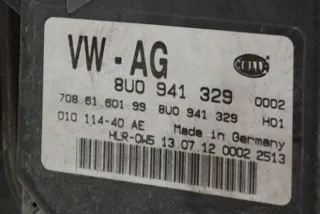 VW - AG
HELLA
8U0 941 329 0002
708 61.601 99 8U0 941 329 H01
010 114-40 AE Made in Germany
HLR-0W5 13.07.12 0002 2513